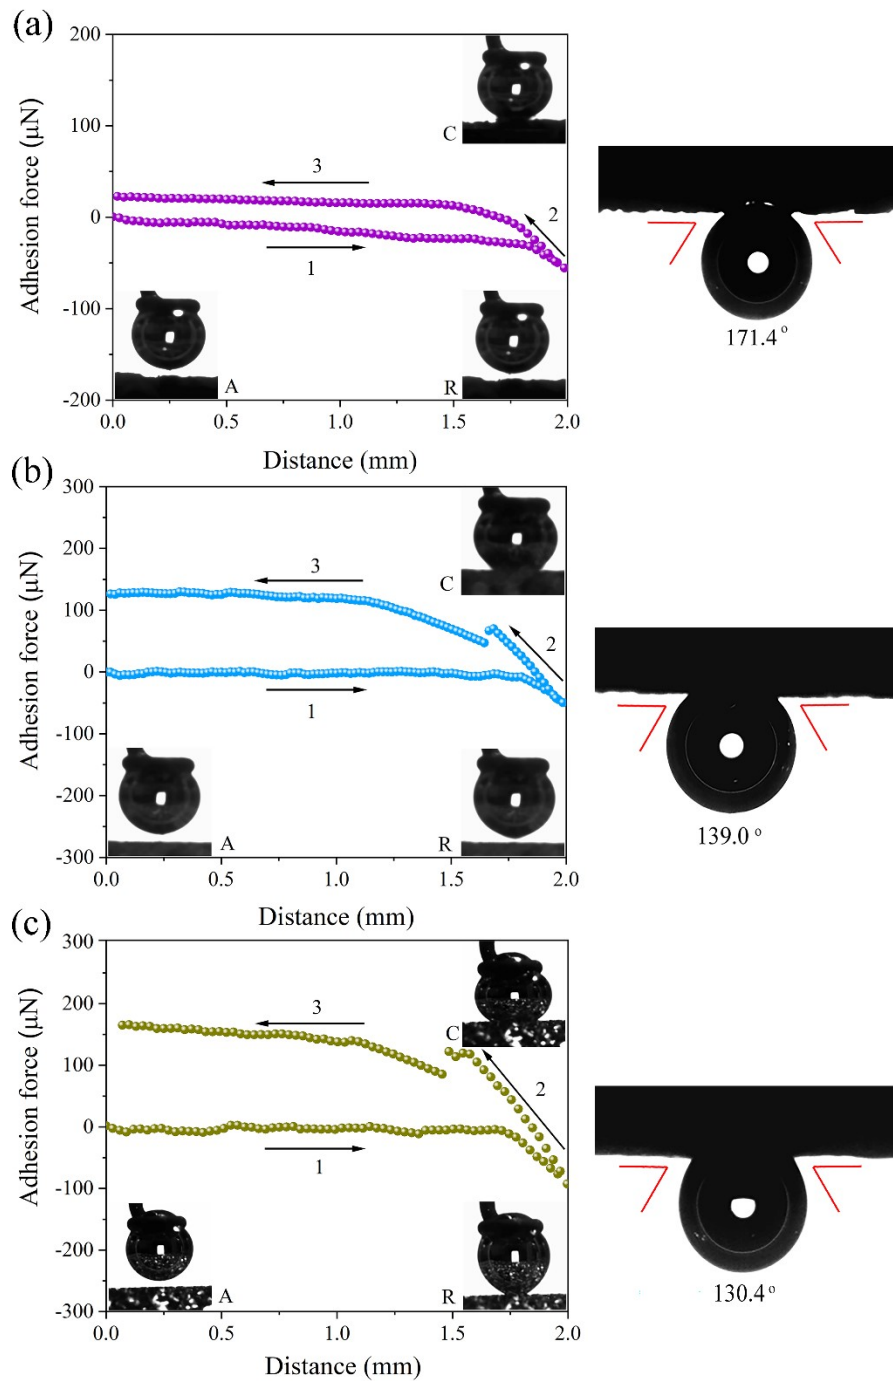 (a)
200
100
0
-100
-200
Adhesion force (μN)
C
3
2
1
A
R
0.0 0.5 1.0 1.5 2.0
Distance (mm)
171.4 °
(b)
300
200
100
0
-100
-200
-300
Adhesion force (μN)
C
3
2
1
A
R
0.0 0.5 1.0 1.5 2.0
Distance (mm)
139.0 °
(c)
300
200
100
0
-100
-200
-300
Adhesion force (μN)
C
3
2
1
A
R
0.0 0.5 1.0 1.5 2.0
Distance (mm)
130.4 °